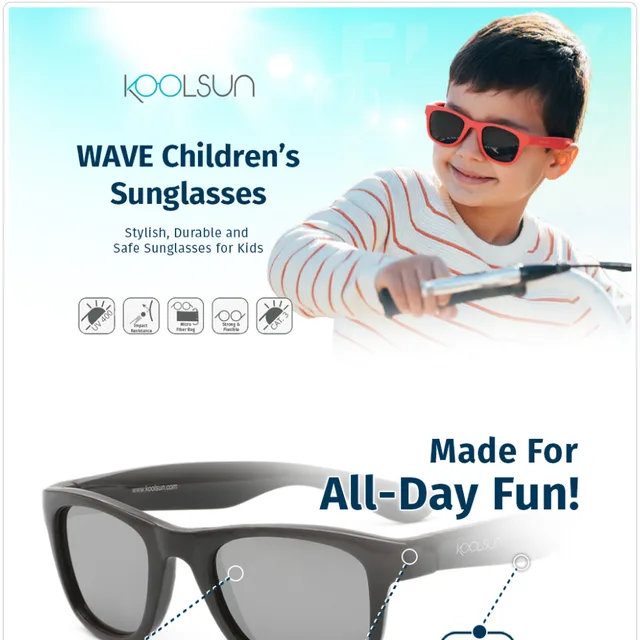 KOOLSUN
WAVE Children's
Sunglasses
Stylish, Durable and
Safe Sunglasses for Kids
UV 400
Impact
Resistance
Micro
Fiber Bag
Strong &
Flexible
CAT. 3
Made For
All-Day Fun!
www.koolsun.com
KOOLSUN